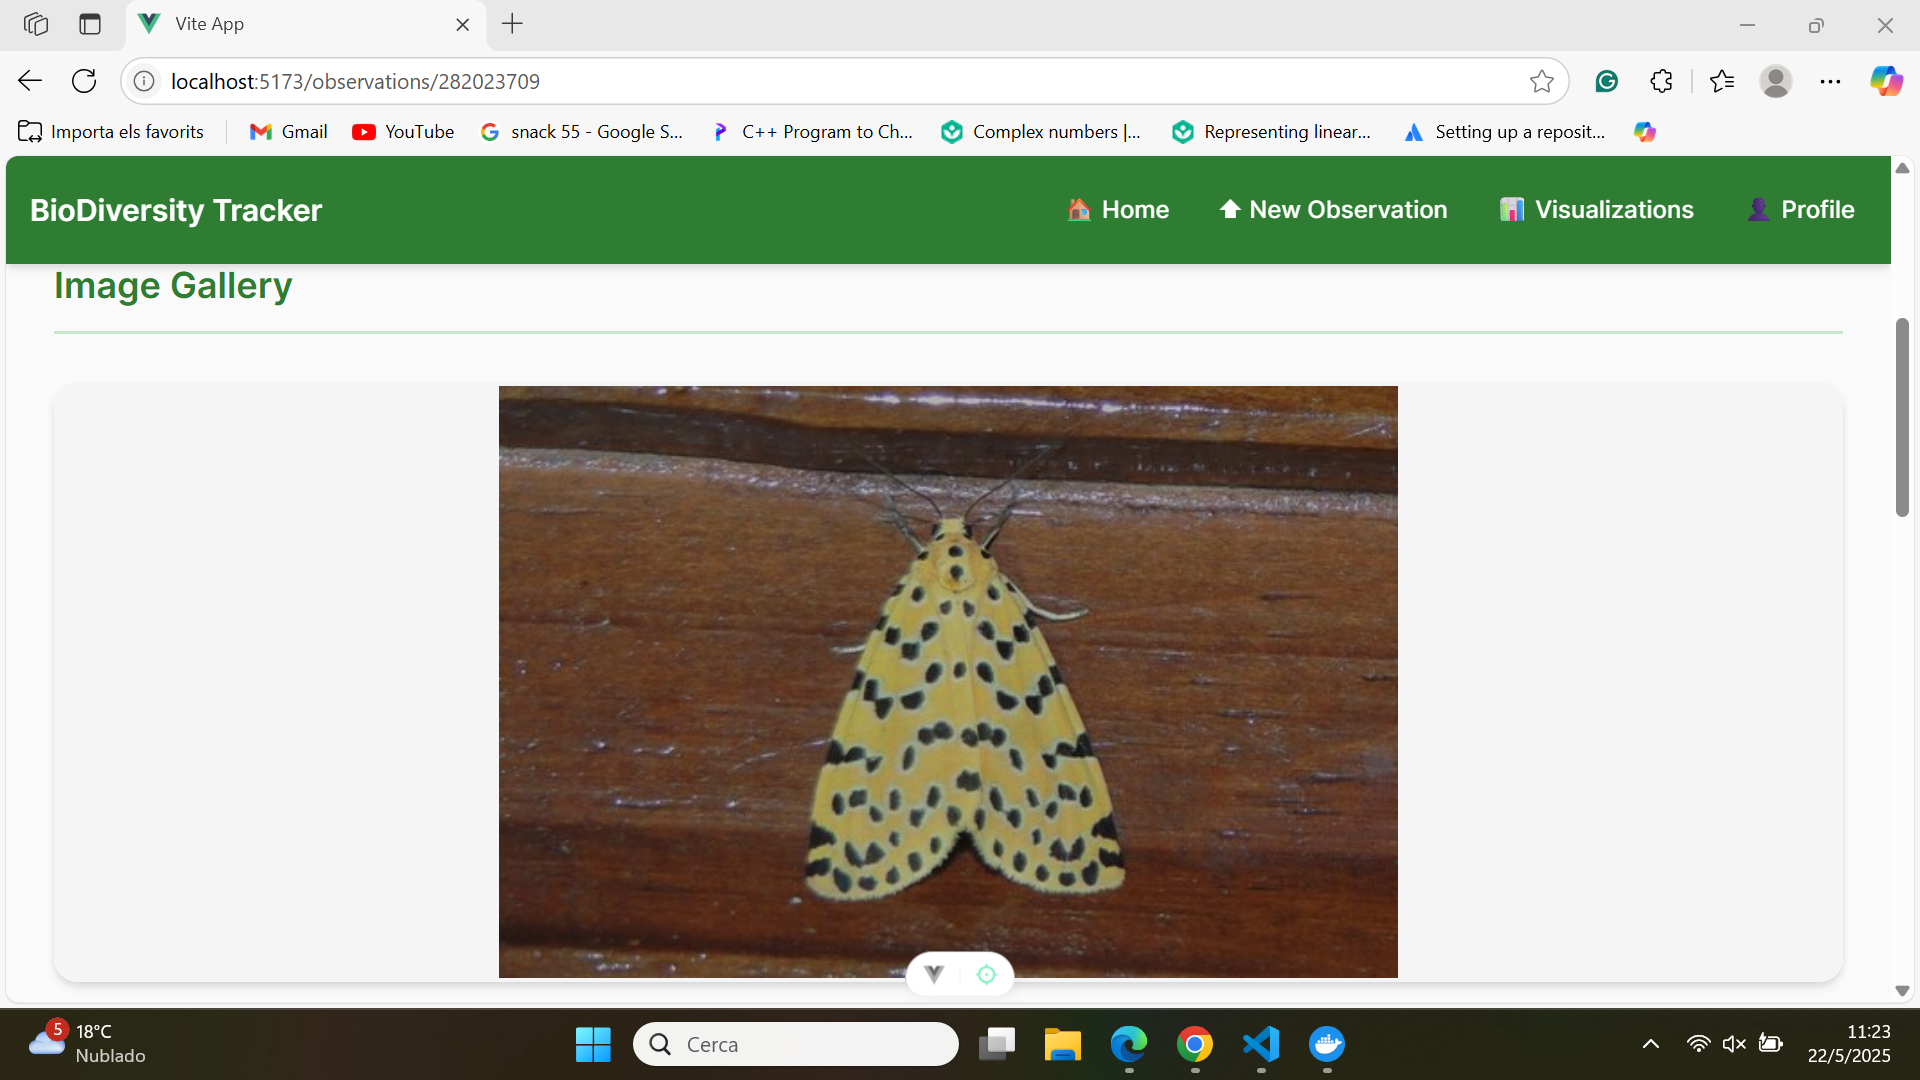 Vite App
localhost:5173/observations/282023709
Importa els favorits
Gmail
YouTube
snack 55 - Google S...
C++ Program to Ch...
Complex numbers |...
Representing linear...
Setting up a reposit...
BioDiversity Tracker
Home
New Observation
Visualizations
Profile
Image Gallery
5
18°C
Nublado
Cerca
11:23
22/5/2025